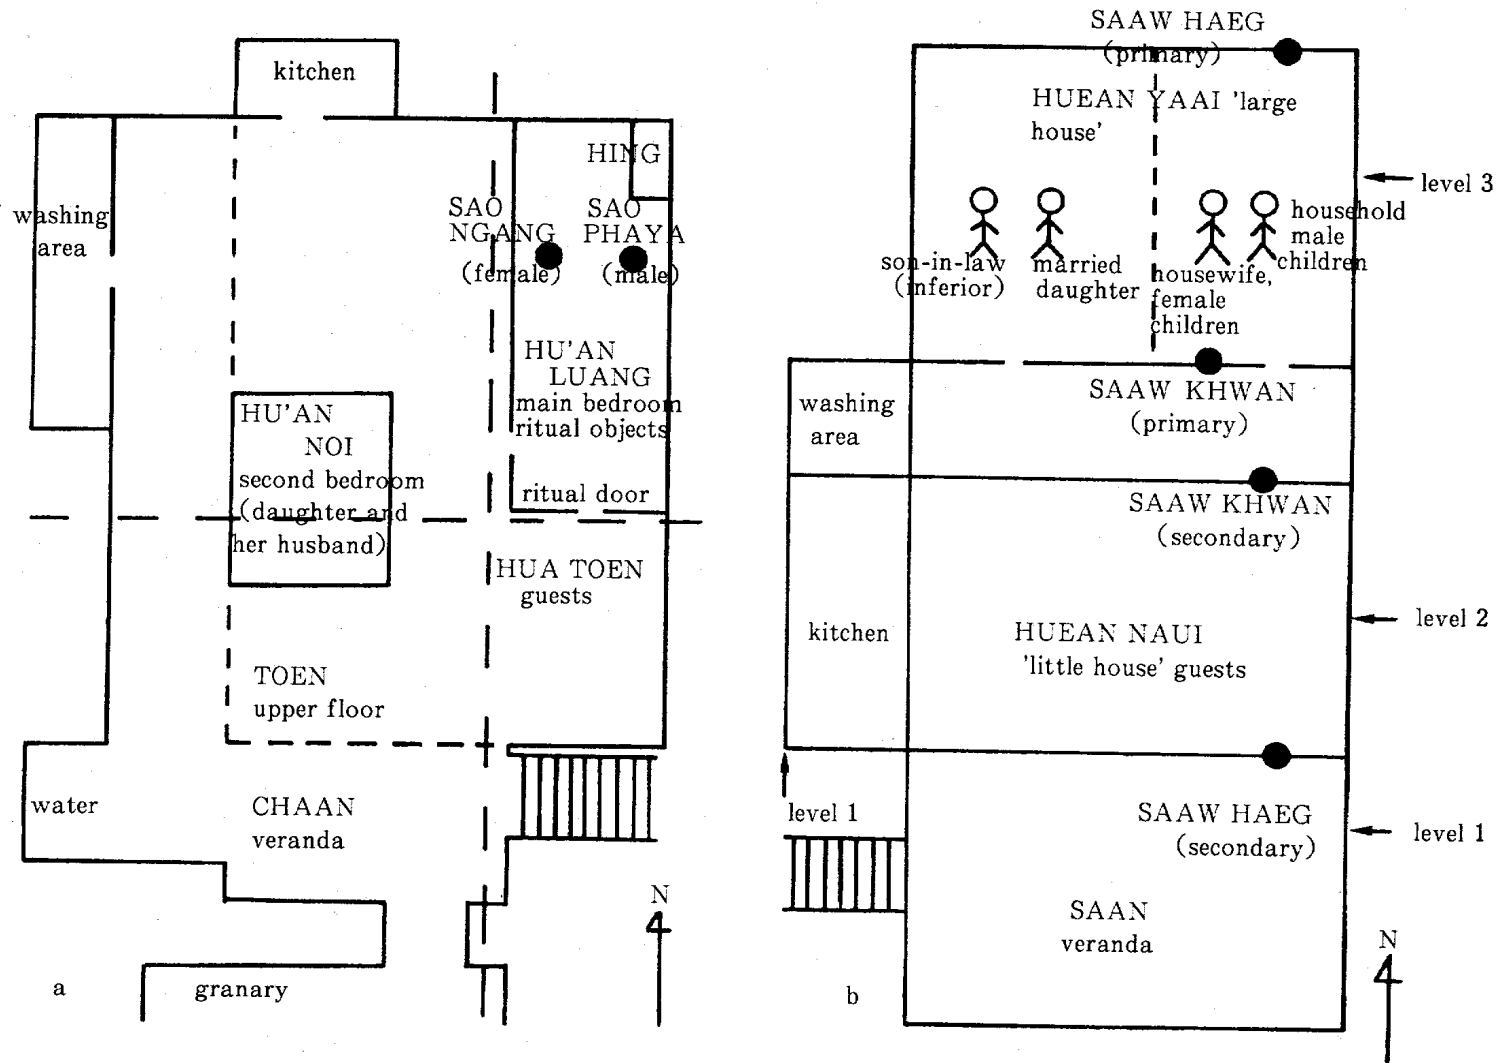 kitchen
HING
washing
area
SAO
NGANG
(female)
SAO
PHAYA
(male)
HU'AN
LUANG
main bedroom
ritual objects
ritual door
HU'AN
NOI
second bedroom
(daughter and
her husband)
HUA TOEN
guests
TOEN
upper floor
water
CHAAN
veranda
N
granary
a
SAAW HAEG
(primary)
HUEAN YAAI 'large
house'
level 3
son-in-law
(inferior)
married
daughter
housewife,
female
children
household
male
children
washing
area
SAAW KHWAN
(primary)
SAAW KHWAN
(secondary)
kitchen
HUEAN NAUI
'little house' guests
level 2
level 1
SAAW HAEG
(secondary)
level 1
SAAN
veranda
N
b